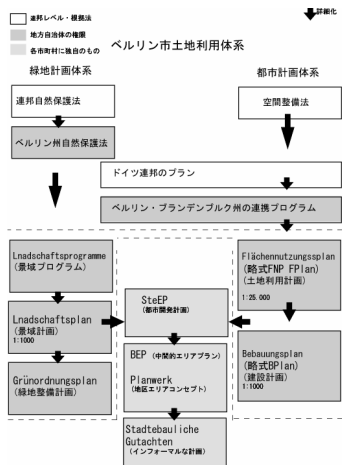 連邦レベル・根拠法
地方自治体の権限
各市町村に独自のもの
詳細化
ベルリン市土地利用体系
緑地計画体系
都市計画体系
連邦自然保護法
空間整備法
ベルリン州自然保護法
ドイツ連邦のプラン
ベルリン・ブランデンブルク州の連携プログラム
Lnadschaftsprogramme
(景域プログラム)
Flächennutzungssplan
(略式FNP FPlan)
(土地利用計画)
1:25.000
SteEP
(都市開発計画)
Lnadschaftsplan
(景域計画)
1:1000
BEP (中間的エリアプラン)
Planwerk
(地区エリアコンセプト)
Bebauungsplan
(略式BPlan)
(建設計画)
1:1000
Grünordnungsplan
(緑地整備計画)
Stadtebauliche
Gutachten
(インフォーマルな計画)